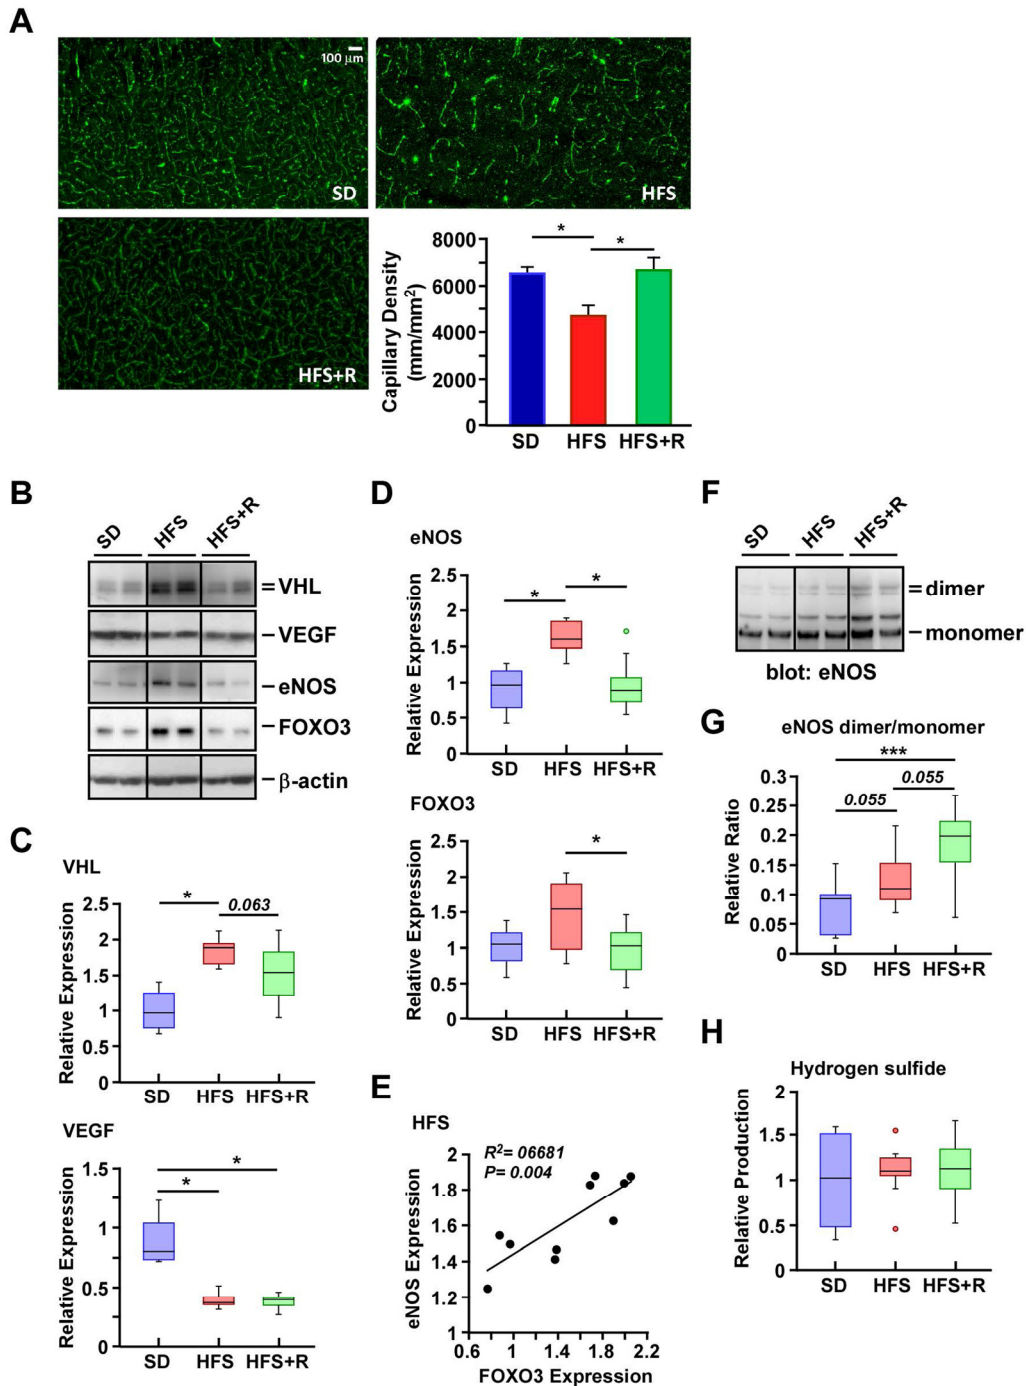 A
100 μm
SD
HFS
HFS+R
Capillary Density
(mm/mm²)
8000
6000
4000
2000
0
*
*
SD HFS HFS+R
B
SD HFS HFS+R
VHL
VEGF
eNOS
FOXO3
β-actin
C
VHL
Relative Expression
2.5
2
1.5
1
0.5
0
*
0.063
SD HFS HFS+R
VEGF
Relative Expression
1.5
1
0.5
0
*
*
SD HFS HFS+R
D
eNOS
Relative Expression
2.5
2
1.5
1
0.5
0
*
*
SD HFS HFS+R
FOXO3
Relative Expression
2.5
2
1.5
1
0.5
0
*
SD HFS HFS+R
E
HFS
R²= 06681
P= 0.004
eNOS Expression
2
1.8
1.6
1.4
1.2
1
0.6 1 1.4 1.8 2.2
FOXO3 Expression
F
SD HFS HFS+R
dimer
monomer
blot: eNOS
G
eNOS dimer/monomer
***
0.055
0.055
Relative Ratio
0.3
0.25
0.2
0.15
0.1
0.05
0
SD HFS HFS+R
H
Hydrogen sulfide
Relative Production
2
1.5
1
0.5
0
SD HFS HFS+R